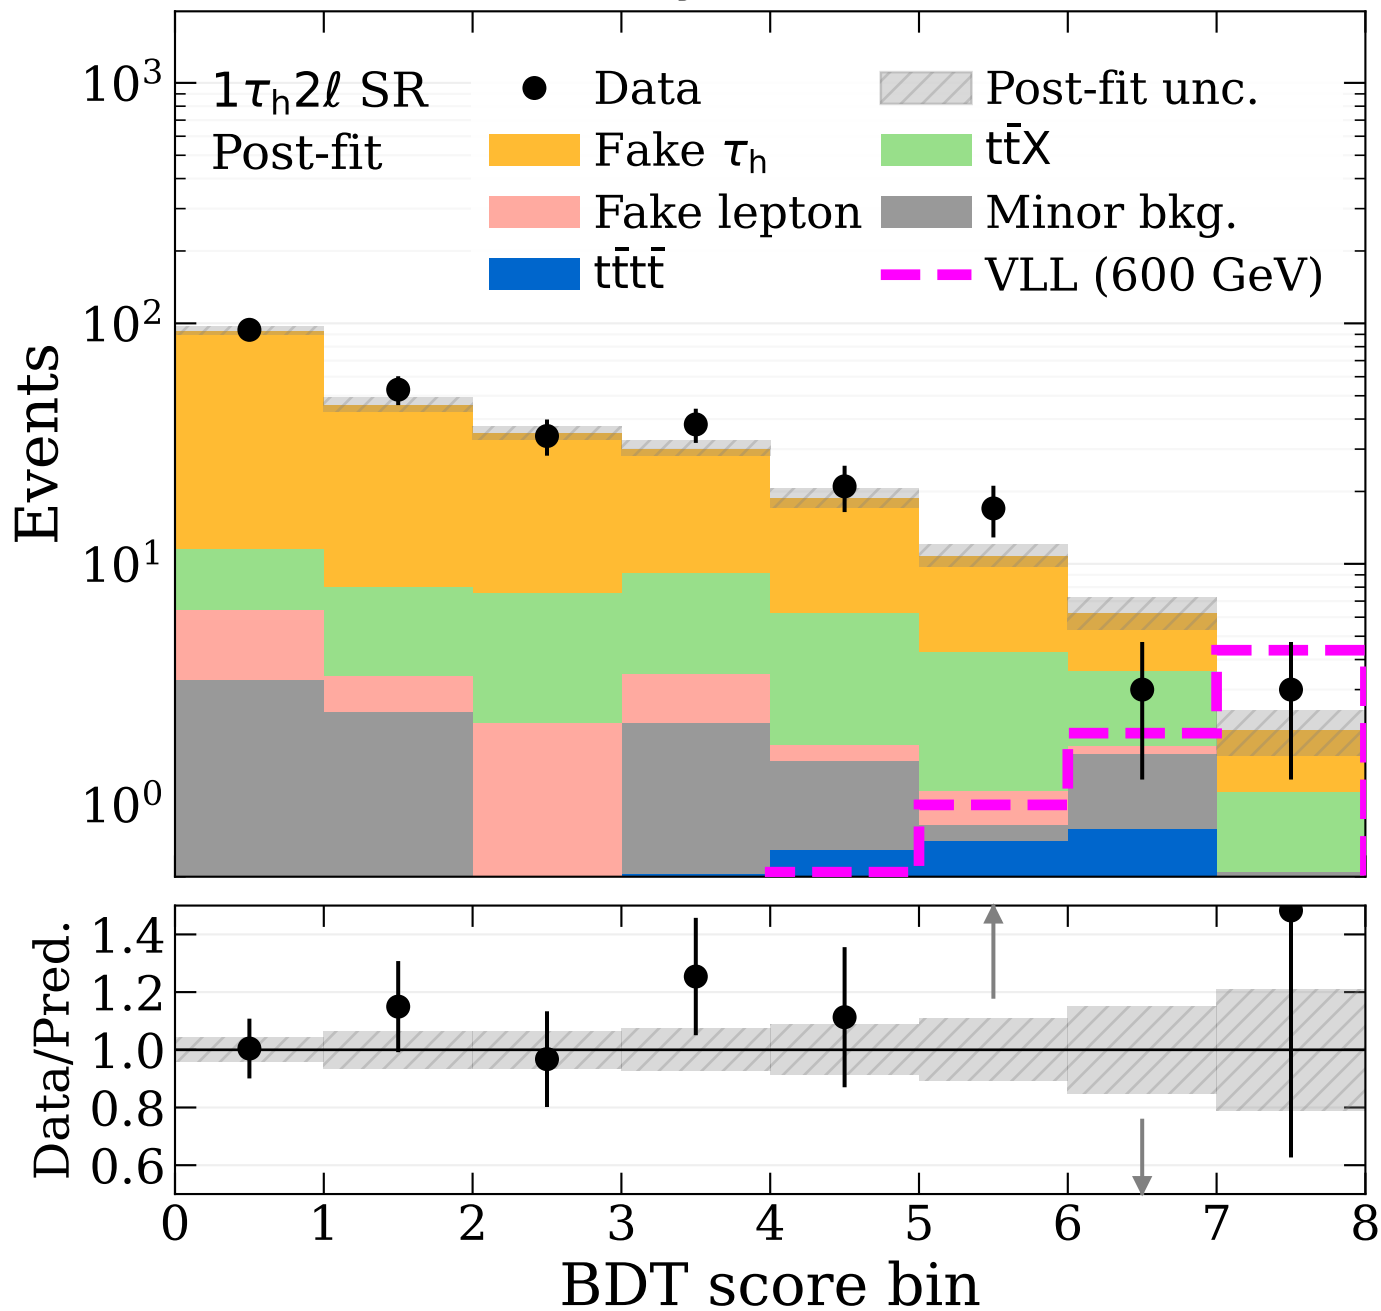 1τh2ℓ SR
Post-fit
Data
Fake τh
Fake lepton
tt̄tt̄
Post-fit unc.
tt̄X
Minor bkg.
VLL (600 GeV)
Events
10³
10²
10¹
10⁰
Data/Pred.
1.4
1.2
1.0
0.8
0.6
0 1 2 3 4 5 6 7 8
BDT score bin